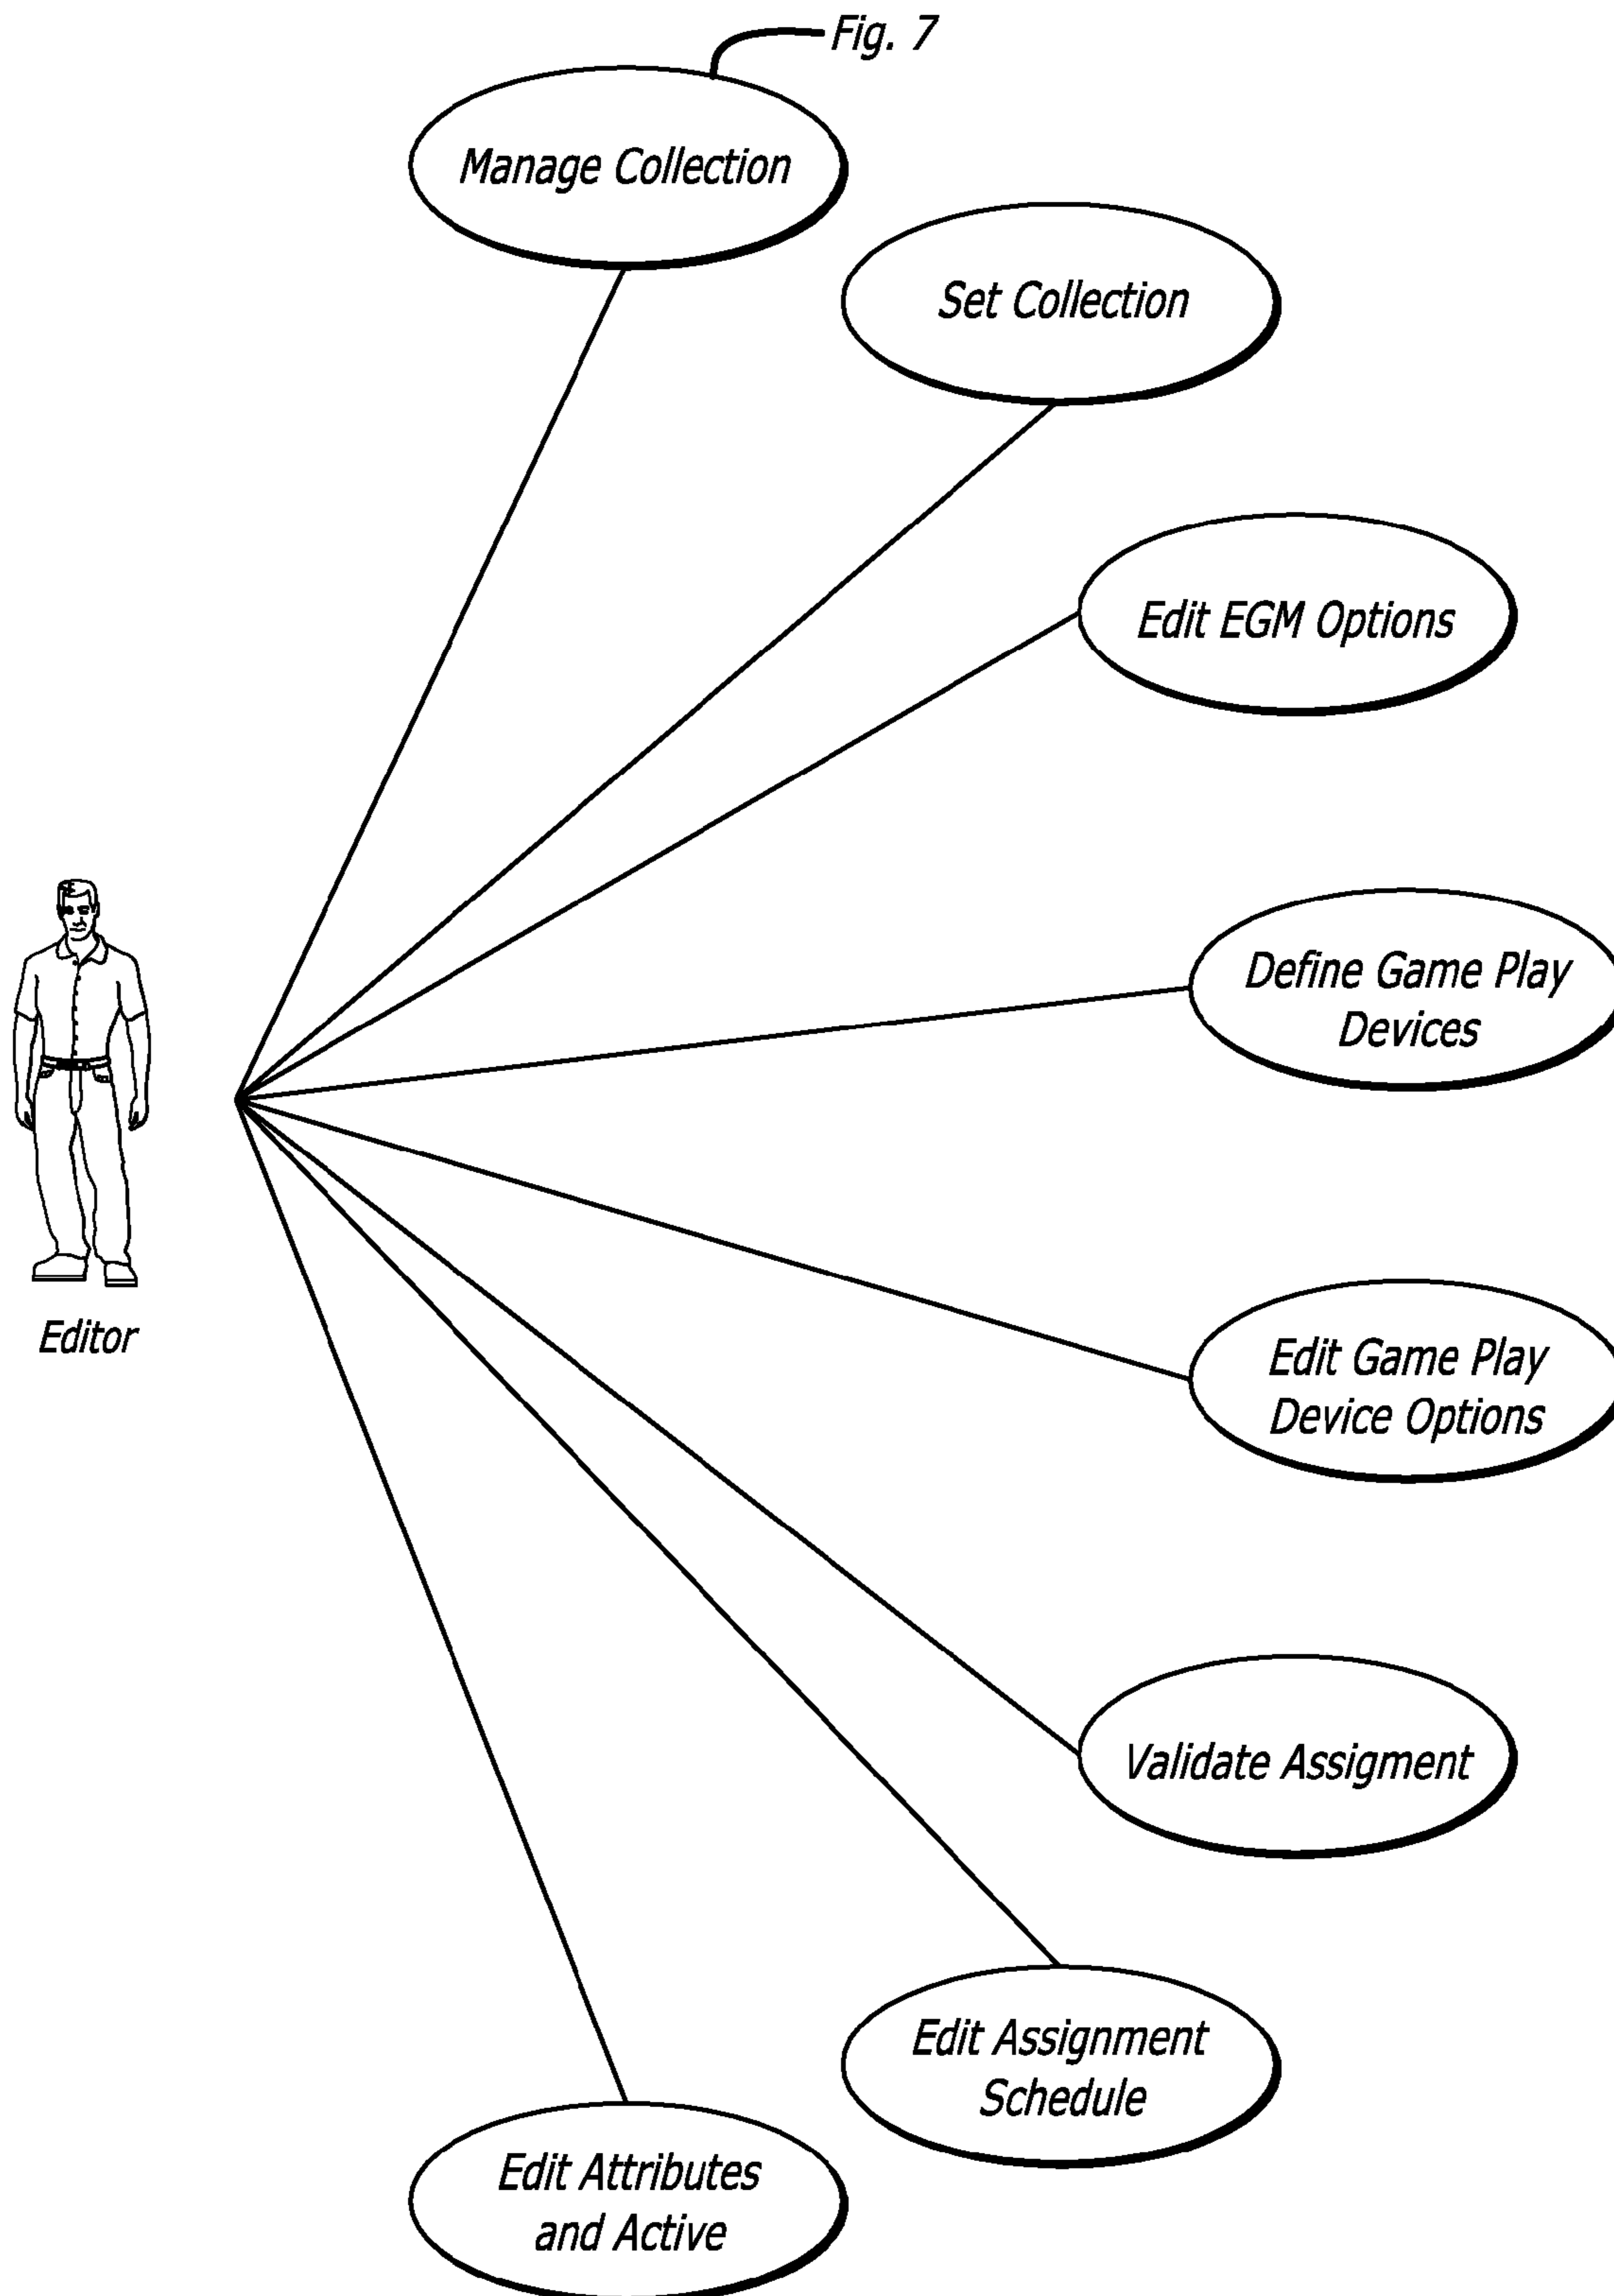 Fig. 7
Manage Collection
Set Collection
Edit EGM Options
Define Game Play
Devices
Editor
Edit Game Play
Device Options
Validate Assigment
Edit Assignment
Schedule
Edit Attributes
and Active